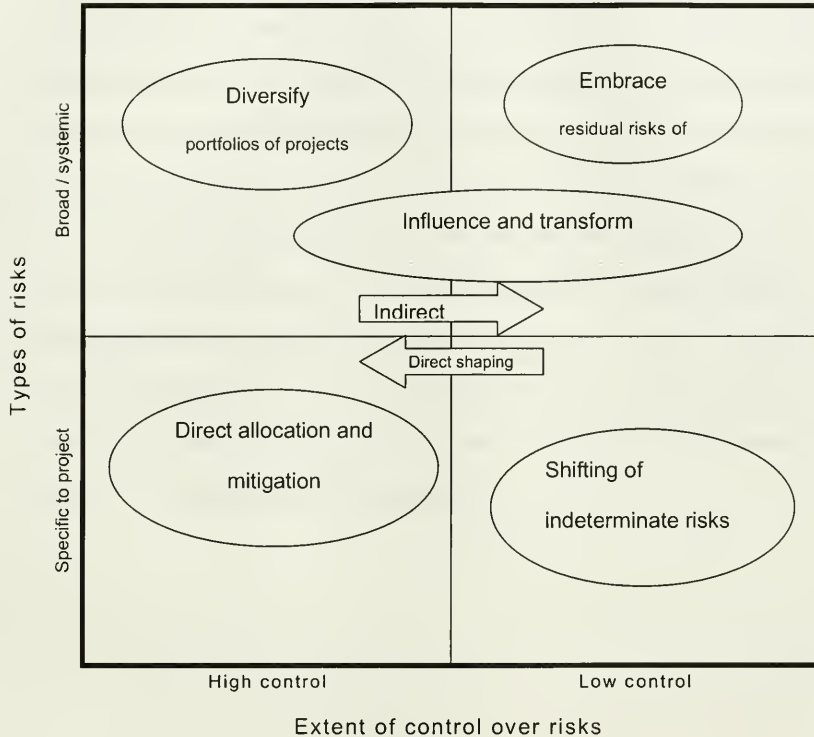 Diversify
portfolios of projects
Embrace
residual risks of
Influence and transform
Indirect
Direct shaping
Direct allocation and
mitigation
Shifting of
indeterminate risks
Types of risks
Broad / systemic
Specific to project
High control
Low control
Extent of control over risks